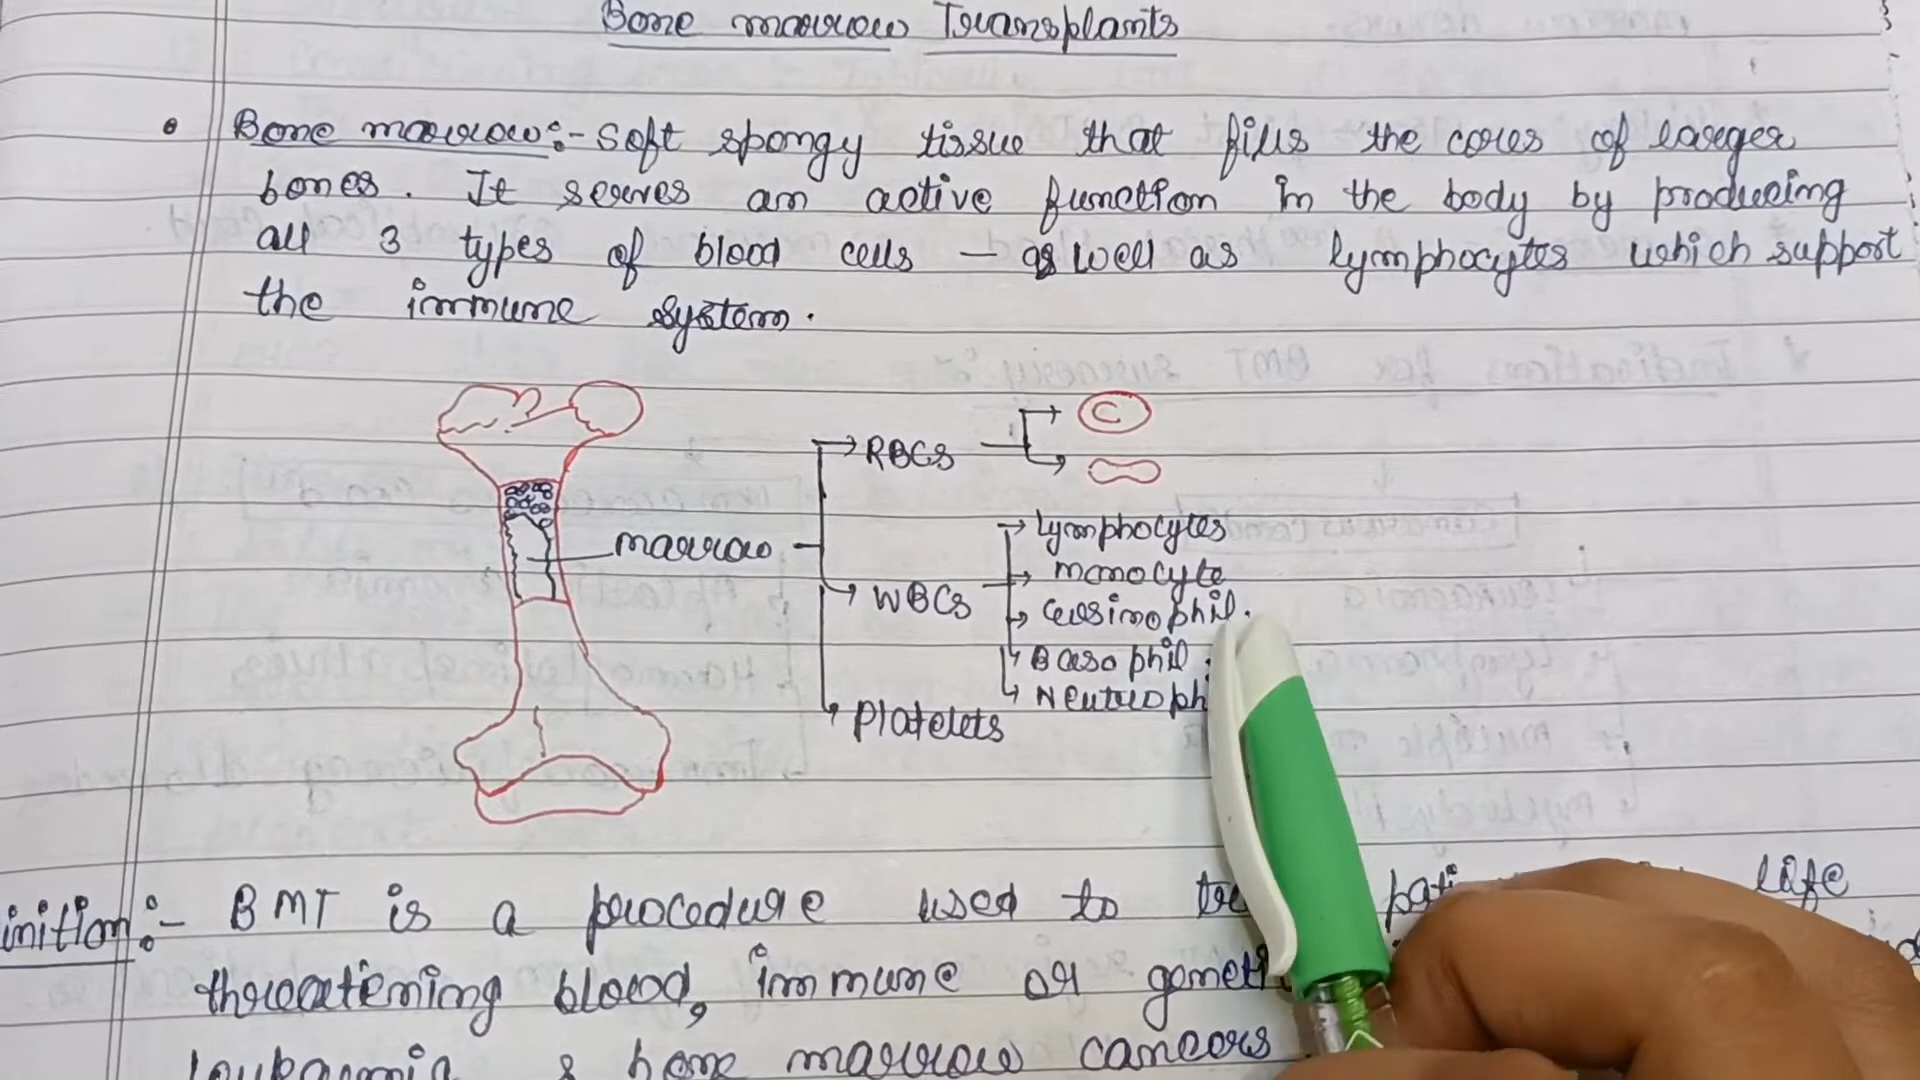 Bone marrow Transplants
• Bone marrow:- Soft spongy tissue that fills the cores of larger
bones. It serves an active function in the body by producing
all 3 types of blood cells - as well as lymphocytes which support
the immune system.
marrow
RBCs
C
WBCs
Lymphocytes
monocyte
Eusinophil.
Basophil.
Neutroph
Platelets
inition:- BMT is a procedure used to life
threatening blood, immune or
leukaemia & bone marrow cancers